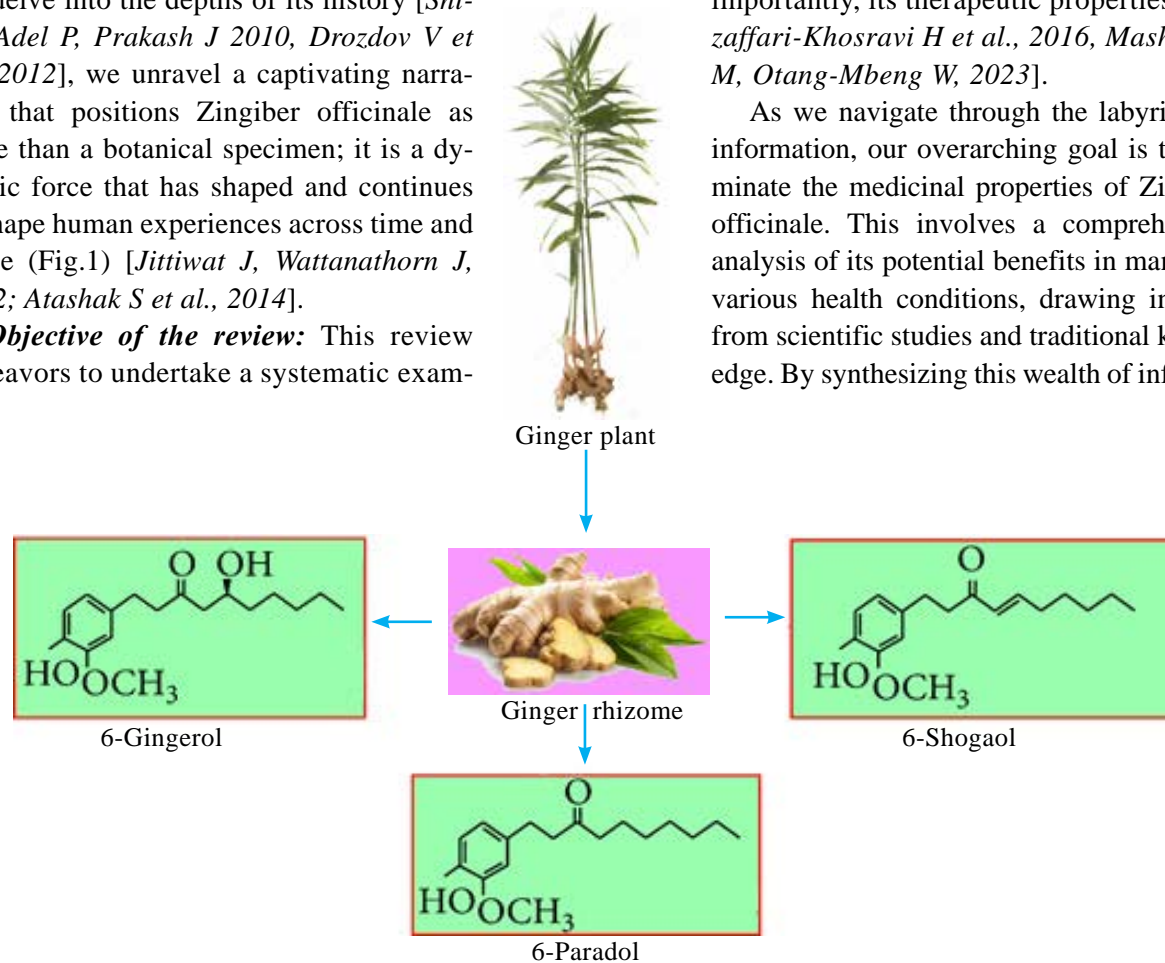 delve into the depths of its history [Shi-
Adel P, Prakash J 2010, Drozdov V et
2012], we unravel a captivating narra-
that positions Zingiber officinale as
e than a botanical specimen; it is a dy-
ic force that has shaped and continues
hape human experiences across time and
e (Fig.1) [Jittiwat J, Wattanathorn J,
2; Atashak S et al., 2014].
Objective of the review: This review
eavors to undertake a systematic exam-
importantly, its therapeutic properties
zaffari-Khosravi H et al., 2016, Mash
M, Otang-Mbeng W, 2023].
As we navigate through the labyri
information, our overarching goal is t
minate the medicinal properties of Zi
officinale. This involves a compreh
analysis of its potential benefits in mar
various health conditions, drawing in
from scientific studies and traditional k
edge. By synthesizing this wealth of inf
Ginger plant
O OH
HO
OCH3
6-Gingerol
Ginger rhizome
O
HO
OCH3
6-Shogaol
O
HO
OCH3
6-Paradol